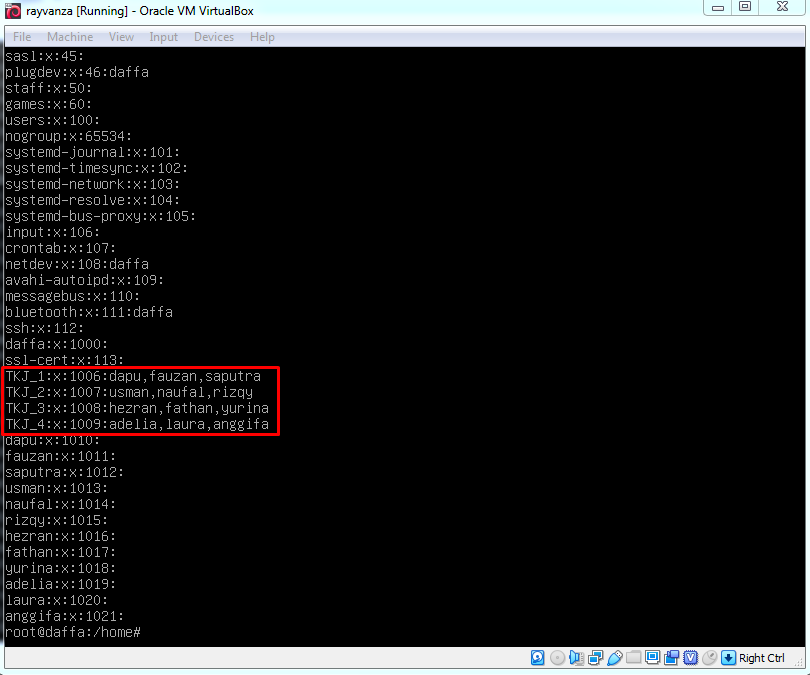 rayvanza [Running] - Oracle VM VirtualBox
File Machine View Input Devices Help
sasl:x:45:
plugdev:x:46:daffa
staff:x:50:
games:x:60:
users:x:100:
nogroup:x:65534:
systemd-journal:x:101:
systemd-timesync:x:102:
systemd-network:x:103:
systemd-resolve:x:104:
systemd-bus-proxy:x:105:
input:x:106:
crontab:x:107:
netdev:x:108:daffa
avahi-autoipd:x:109:
messagebus:x:110:
bluetooth:x:111:daffa
ssh:x:112:
daffa:x:1000:
ssl-cert:x:113:
TKJ_1:x:1006:dapu,fauzan,saputra
TKJ_2:x:1007:usman,naufal,rizqy
TKJ_3:x:1008:hezran,fathan,yurina
TKJ_4:x:1009:adelia,laura,anggifa
dapu:x:1010:
fauzan:x:1011:
saputra:x:1012:
usman:x:1013:
naufal:x:1014:
rizqy:x:1015:
hezran:x:1016:
fathan:x:1017:
yurina:x:1018:
adelia:x:1019:
laura:x:1020:
anggifa:x:1021:
root@daffa:/home#
Right Ctrl